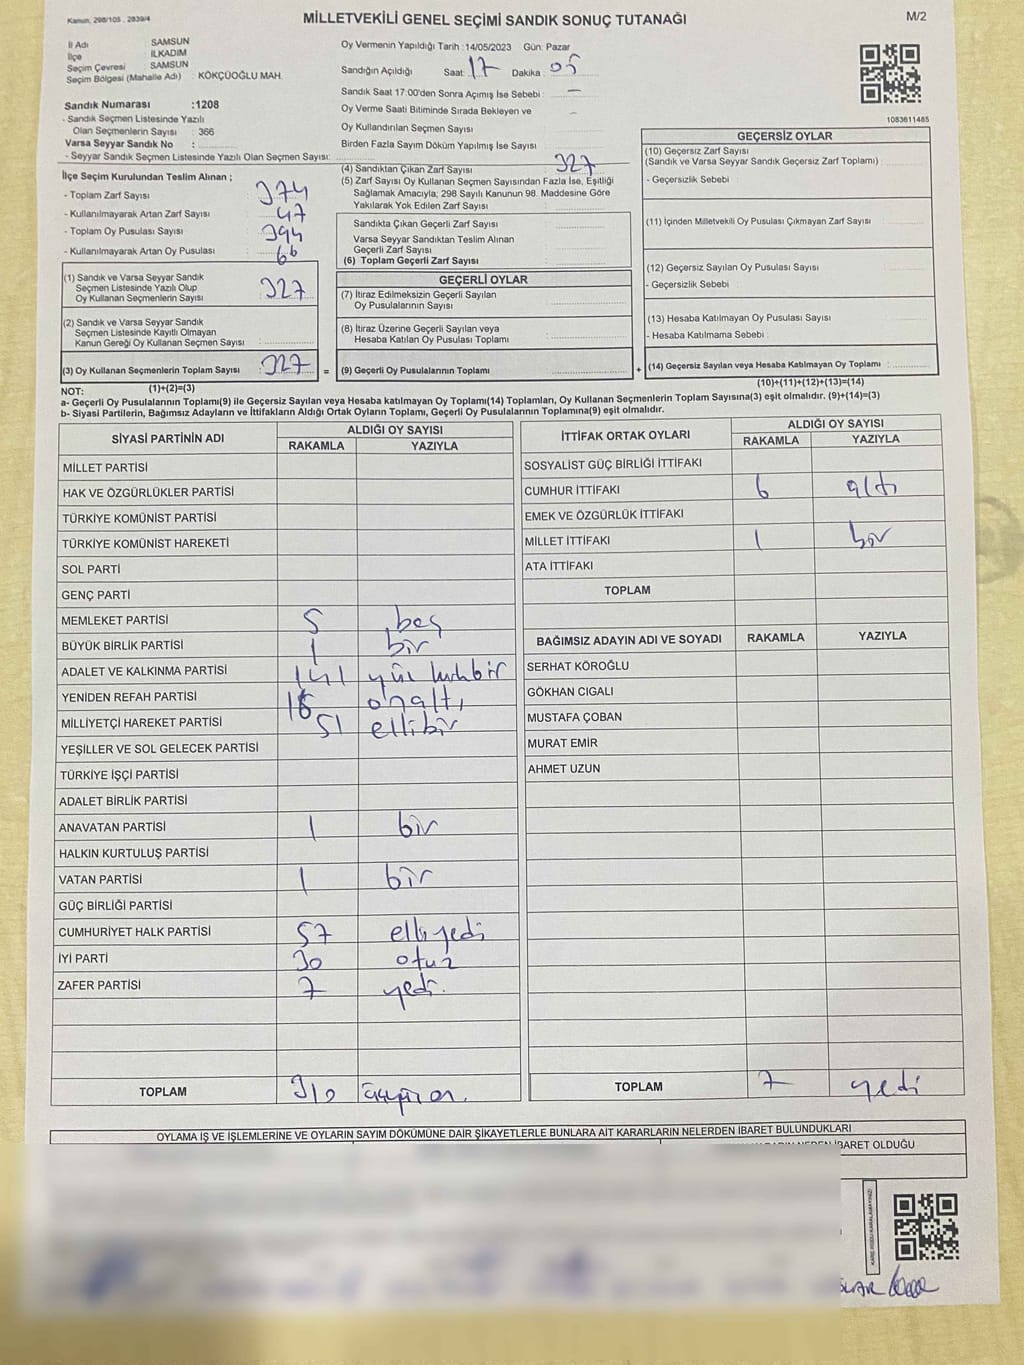 Kanun, 298/105 , 2839/4
MİLLETVEKİLİ GENEL SEÇİMİ SANDIK SONUÇ TUTANAĞI
M/2
İl Adı : SAMSUN
İlçe : İLKADIM
Seçim Çevresi : SAMSUN
Seçim Bölgesi (Mahalle Adı) : KÖKÇÜOĞLU MAH.
Sandık Numarası :1208
- Sandık Seçmen Listesinde Yazılı
Olan Seçmenlerin Sayısı : 366
Varsa Seyyar Sandık No :
- Seyyar Sandık Seçmen Listesinde Yazılı Olan Seçmen Sayısı:
Oy Vermenin Yapıldığı Tarih :14/05/2023 Gün: Pazar
Sandığın Açıldığı Saat: 17 Dakika : 05
Sandık Saat 17:00'den Sonra Açımış İse Sebebi : –
Oy Verme Saati Bitiminde Sırada Bekleyen ve –
Oy Kullandırılan Seçmen Sayısı
Birden Fazla Sayım Döküm Yapılmış İse Sayısı
1083611485
İlçe Seçim Kurulundan Teslim Alınan ;
- Toplam Zarf Sayısı : 374
- Kullanılmayarak Artan Zarf Sayısı : 47
- Toplam Oy Pusulası Sayısı : 394
- Kullanılmayarak Artan Oy Pusulası : 66
(1) Sandık ve Varsa Seyyar Sandık
Seçmen Listesinde Yazılı Olup
Oy Kullanan Seçmenlerin Sayısı : 327
(2) Sandık ve Varsa Seyyar Sandık
Seçmen Listesinde Kayıtlı Olmayan
Kanun Gereği Oy Kullanan Seçmen Sayısı :
(3) Oy Kullanan Seçmenlerin Toplam Sayısı : 327
(4) Sandıktan Çıkan Zarf Sayısı : 327
(5) Zarf Sayısı Oy Kullanan Seçmen Sayısından Fazla İse, Eşitliği
Sağlamak Amacıyla, 298 Sayılı Kanunun 98. Maddesine Göre
Yakılarak Yok Edilen Zarf Sayısı :
Sandıkta Çıkan Geçerli Zarf Sayısı
Varsa Seyyar Sandıktan Teslim Alınan
Geçerli Zarf Sayısı
(6) Toplam Geçerli Zarf Sayısı :
GEÇERLİ OYLAR
(7) İtiraz Edilmeksizin Geçerli Sayılan
Oy Pusulalarının Sayısı :
(8) İtiraz Üzerine Geçerli Sayılan veya
Hesaba Katılan Oy Pusulası Toplamı :
= (9) Geçerli Oy Pusulalarının Toplamı : +
GEÇERSİZ OYLAR
(10) Geçersiz Zarf Sayısı
(Sandık ve Varsa Seyyar Sandık Geçersiz Zarf Toplamı) :
- Geçersizlik Sebebi :
(11) İçinden Milletvekili Oy Pusulası Çıkmayan Zarf Sayısı :
(12) Geçersiz Sayılan Oy Pusulası Sayısı :
- Geçersizlik Sebebi :
(13) Hesaba Katılmayan Oy Pusulası Sayısı :
- Hesaba Katılmama Sebebi :
(14) Geçersiz Sayılan veya Hesaba Katılmayan Oy Toplamı :
NOT: (1)+(2)=(3)
(10)+(11)+(12)+(13)=(14)
a- Geçerli Oy Pusulalarının Toplamı(9) ile Geçersiz Sayılan veya Hesaba katılmayan Oy Toplamı(14) Toplamları, Oy Kullanan Seçmenlerin Toplam Sayısına(3) eşit olmalıdır. (9)+(14)=(3)
b- Siyasi Partilerin, Bağımsız Adayların ve İttifakların Aldığı Ortak Oyların Toplamı, Geçerli Oy Pusulalarının Toplamına(9) eşit olmalıdır.
SİYASİ PARTİNİN ADI
ALDIĞI OY SAYISI
RAKAMLA YAZIYLA
MİLLET PARTİSİ
HAK VE ÖZGÜRLÜKLER PARTİSİ
TÜRKİYE KOMÜNİST PARTİSİ
TÜRKİYE KOMÜNİST HAREKETİ
SOL PARTİ
GENÇ PARTİ
MEMLEKET PARTİSİ 5 beş
BÜYÜK BİRLİK PARTİSİ 1 bir
ADALET VE KALKINMA PARTİSİ 141 yüz kırkbir
YENİDEN REFAH PARTİSİ 16 onaltı
MİLLİYETÇİ HAREKET PARTİSİ 51 ellibir
YEŞİLLER VE SOL GELECEK PARTİSİ
TÜRKİYE İŞÇİ PARTİSİ
ADALET BİRLİK PARTİSİ
ANAVATAN PARTİSİ 1 bir
HALKIN KURTULUŞ PARTİSİ
VATAN PARTİSİ 1 bir
GÜÇ BİRLİĞİ PARTİSİ
CUMHURİYET HALK PARTİSİ 57 elliyedi
İYİ PARTİ 30 otuz
ZAFER PARTİSİ 7 yedi.
TOPLAM 310 üçyüzon.
İTTİFAK ORTAK OYLARI
ALDIĞI OY SAYISI
RAKAMLA YAZIYLA
SOSYALİST GÜÇ BİRLİĞİ İTTİFAKI
CUMHUR İTTİFAKI 6 altı
EMEK VE ÖZGÜRLÜK İTTİFAKI
MİLLET İTTİFAKI 1 bir
ATA İTTİFAKI
TOPLAM
BAĞIMSIZ ADAYIN ADI VE SOYADI RAKAMLA YAZIYLA
SERHAT KÖROĞLU
GÖKHAN CIGALI
MUSTAFA ÇOBAN
MURAT EMİR
AHMET UZUN
TOPLAM 7 yedi
OYLAMA İŞ VE İŞLEMLERİNE VE OYLARIN SAYIM DÖKÜMÜNE DAİR ŞİKAYETLERLE BUNLARA AİT KARARLARIN NELERDEN İBARET BULUNDUKLARI
İBARET OLDUĞU
KARE KODU KARALAMAYINIZ!